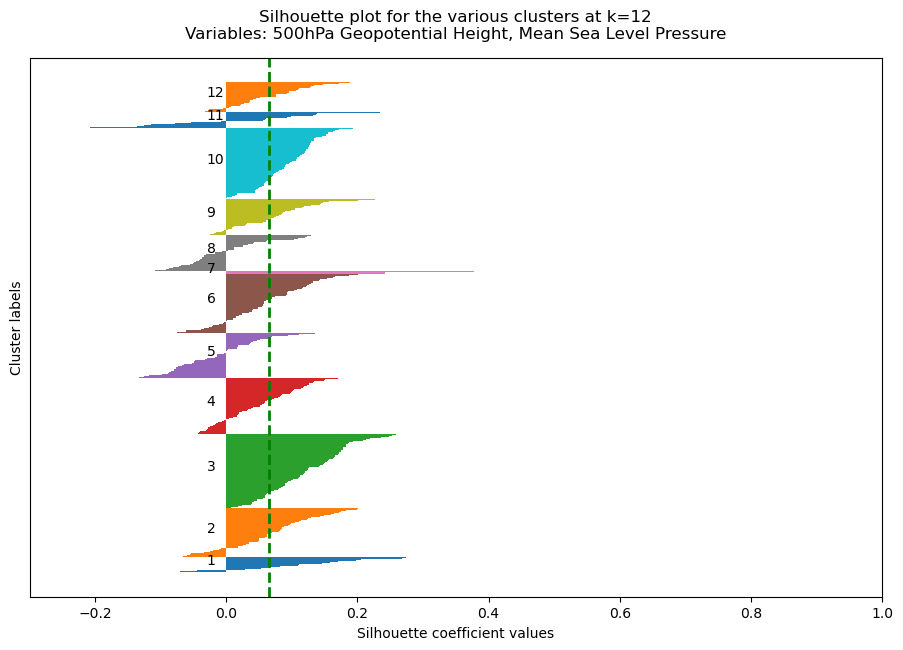 Silhouette plot for the various clusters at k=12
Variables: 500hPa Geopotential Height, Mean Sea Level Pressure
12
11
10
9
8
7
6
5
4
3
2
1
Cluster labels
−0.2 0.0 0.2 0.4 0.6 0.8 1.0
Silhouette coefficient values